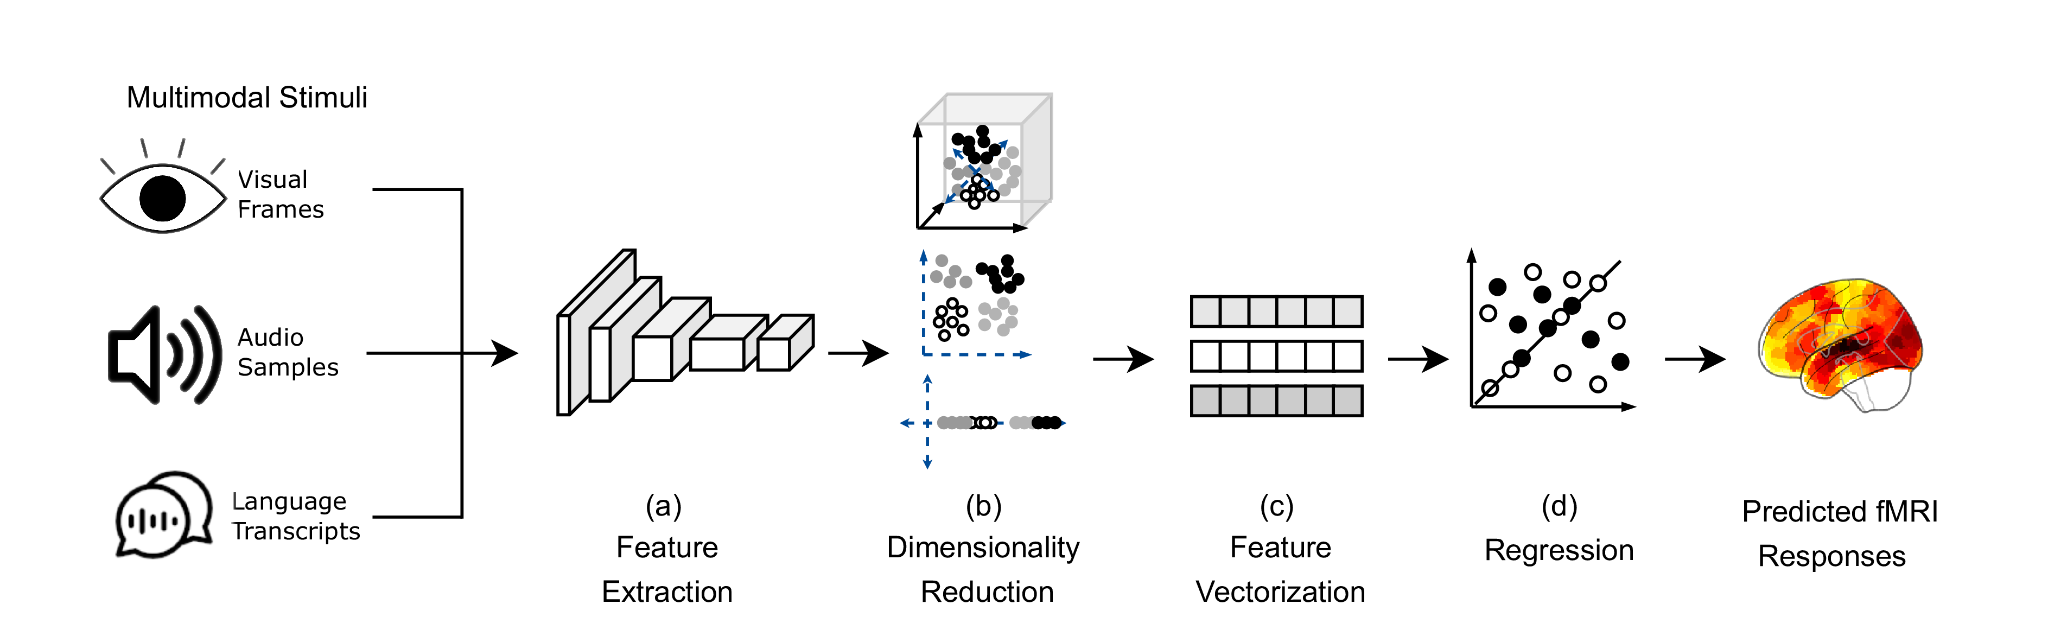 Multimodal Stimuli
Visual
Frames
Audio
Samples
Language
Transcripts
(a)
Feature
Extraction
(b)
Dimensionality
Reduction
(c)
Feature
Vectorization
(d)
Regression
Predicted fMRI
Responses